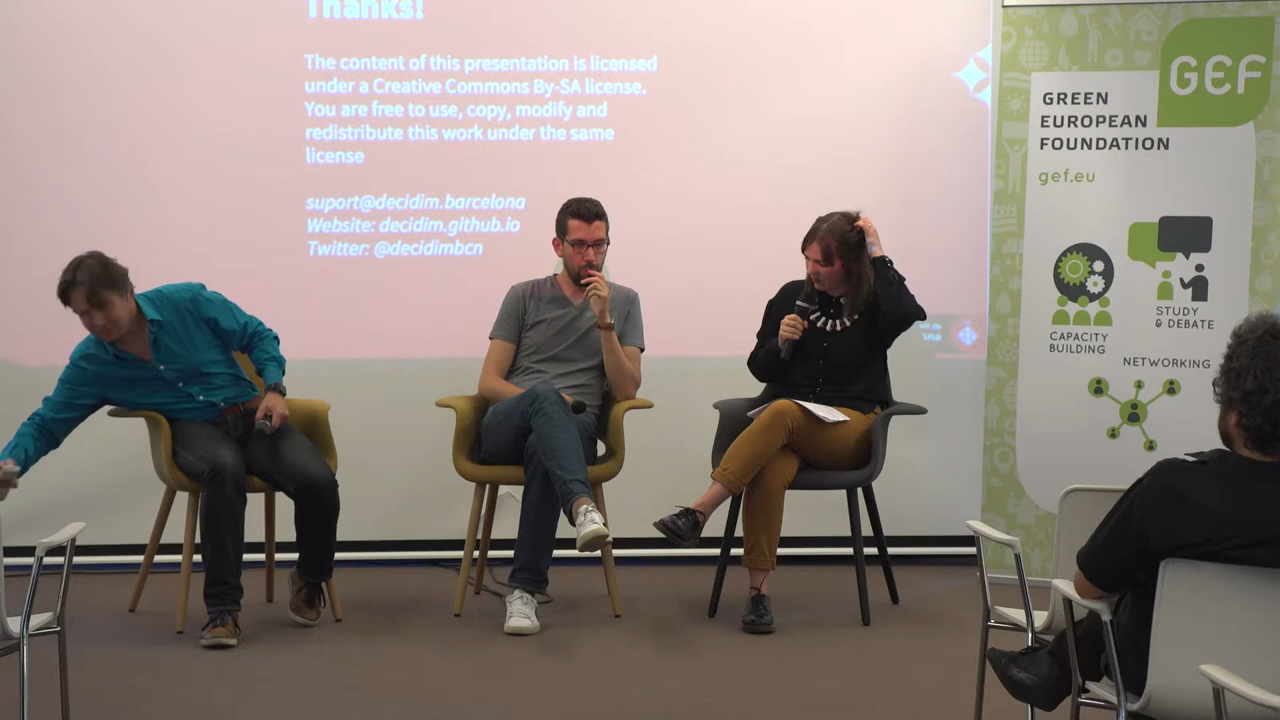 Thanks!
The content of this presentation is licensed
under a Creative Commons By-SA license.
You are free to use, copy, modify and
redistribute this work under the same
license
suport@decidim.barcelona
Website: decidim.github.io
Twitter: @decidimbcn
GEF
GREEN
EUROPEAN
FOUNDATION
gef.eu
STUDY
& DEBATE
CAPACITY
BUILDING
NETWORKING